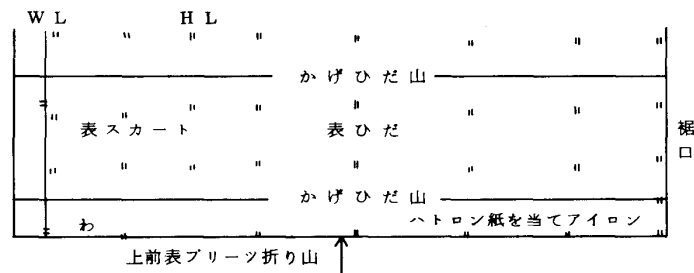 WL HL
かげひだ山
表スカート 表ひだ
裾口
かげひだ山
わ ハトロン紙を当てアイロン
上前表プリーツ折り山